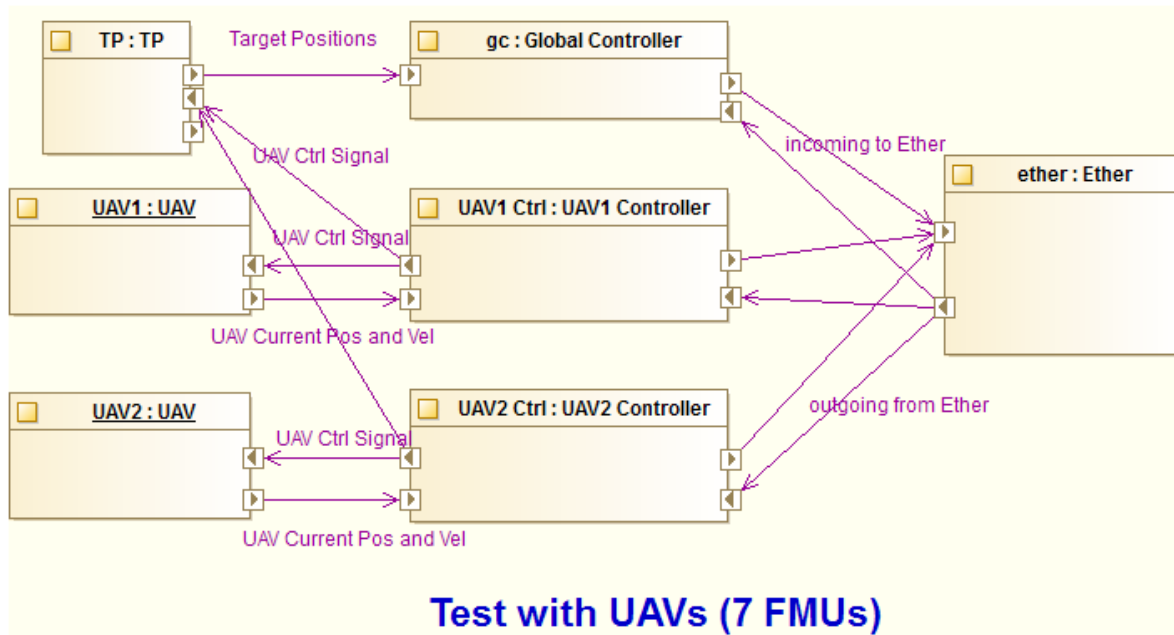 TP : TP
Target Positions
gc : Global Controller
UAV Ctrl Signal
incoming to Ether
ether : Ether
UAV1 : UAV
UAV Ctrl Signal
UAV1 Ctrl : UAV1 Controller
UAV Current Pos and Vel
UAV2 : UAV
UAV Ctrl Signal
UAV2 Ctrl : UAV2 Controller
outgoing from Ether
UAV Current Pos and Vel
Test with UAVs (7 FMUs)